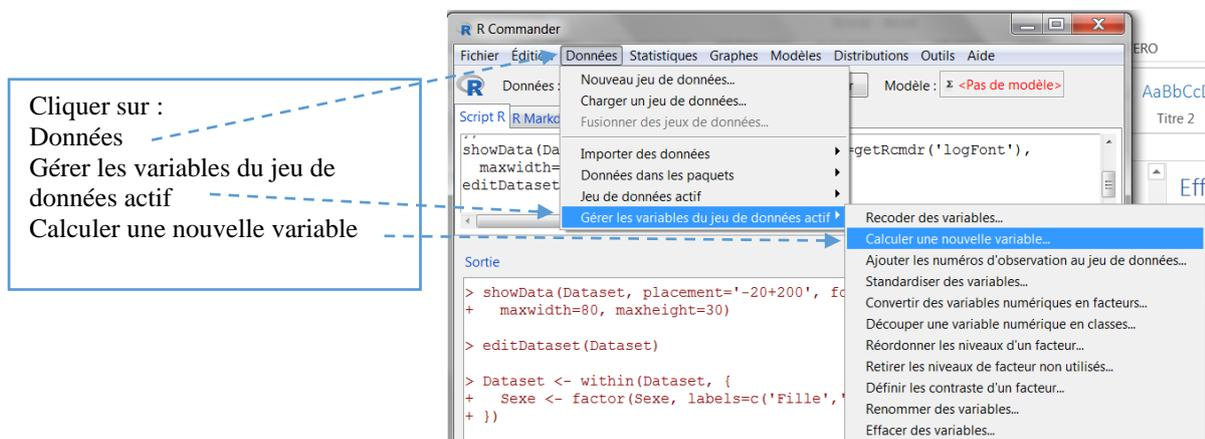 Cliquer sur :
Données
Gérer les variables du jeu de
données actif
Calculer une nouvelle variable
R Commander
Fichier Édition Données Statistiques Graphes Modèles Distributions Outils Aide
Données : Modèle : Σ <Pas de modèle>
Nouveau jeu de données...
Charger un jeu de données...
Fusionner des jeux de données...
Importer des données
Données dans les paquets
Jeu de données actif
Gérer les variables du jeu de données actif
Script R R Marko
showData(Da =getRcmdr('logFont'),
maxwidth=
editDataset
Recoder des variables...
Calculer une nouvelle variable...
Ajouter les numéros d'observation au jeu de données...
Standardiser des variables...
Convertir des variables numériques en facteurs...
Découper une variable numérique en classes...
Réordonner les niveaux d'un facteur...
Retirer les niveaux de facteur non utilisés...
Définir les contraste d'un facteur...
Renommer des variables...
Effacer des variables...
Sortie
> showData(Dataset, placement='-20+200', fo
+ maxwidth=80, maxheight=30)
> editDataset(Dataset)
> Dataset <- within(Dataset, {
+ Sexe <- factor(Sexe, labels=c('Fille','
+ })
ERO
AaBbCcD
Titre 2
Eff